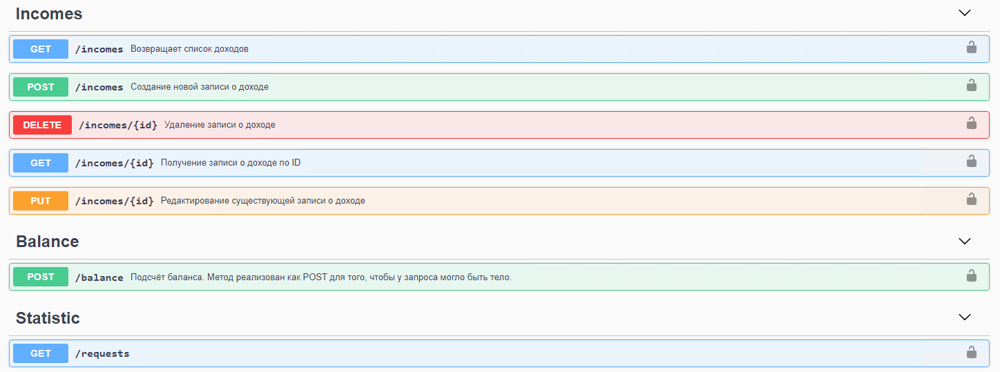 Incomes
GET /incomes Возвращает список доходов
POST /incomes Создание новой записи о доходе
DELETE /incomes/{id} Удаление записи о доходе
GET /incomes/{id} Получение записи о доходе по ID
PUT /incomes/{id} Редактирование существующей записи о доходе
Balance
POST /balance Подсчёт баланса. Метод реализован как POST для того, чтобы у запроса могло быть тело.
Statistic
GET /requests